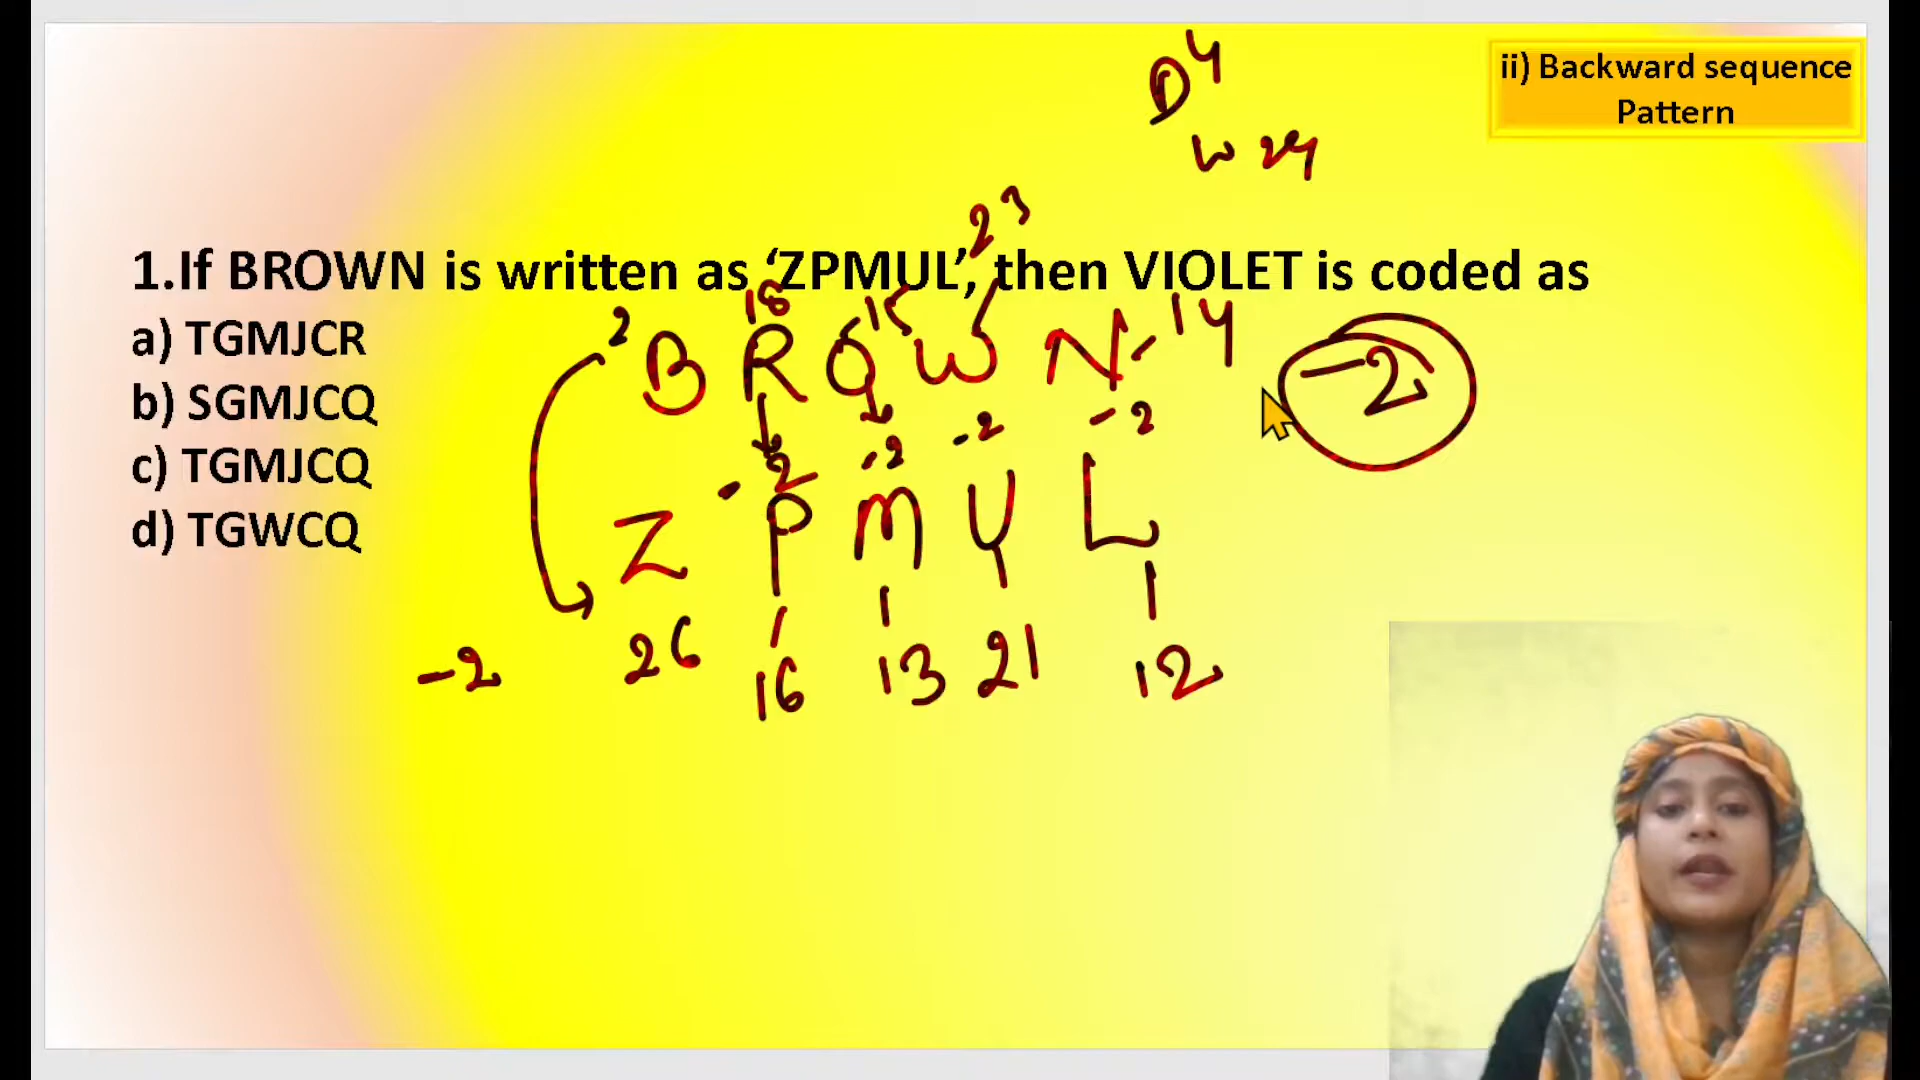 ii) Backward sequence
Pattern
D 4
W 24
1.If BROWN is written as ‘ZPMUL’, then VIOLET is coded as
a) TGMJCR
b) SGMJCQ
c) TGMJCQ
d) TGWCQ
2 18 15 23 14
B R O W N
-2
-2 -2 -2 -2
Z P M U L
-2 26 16 13 21 12